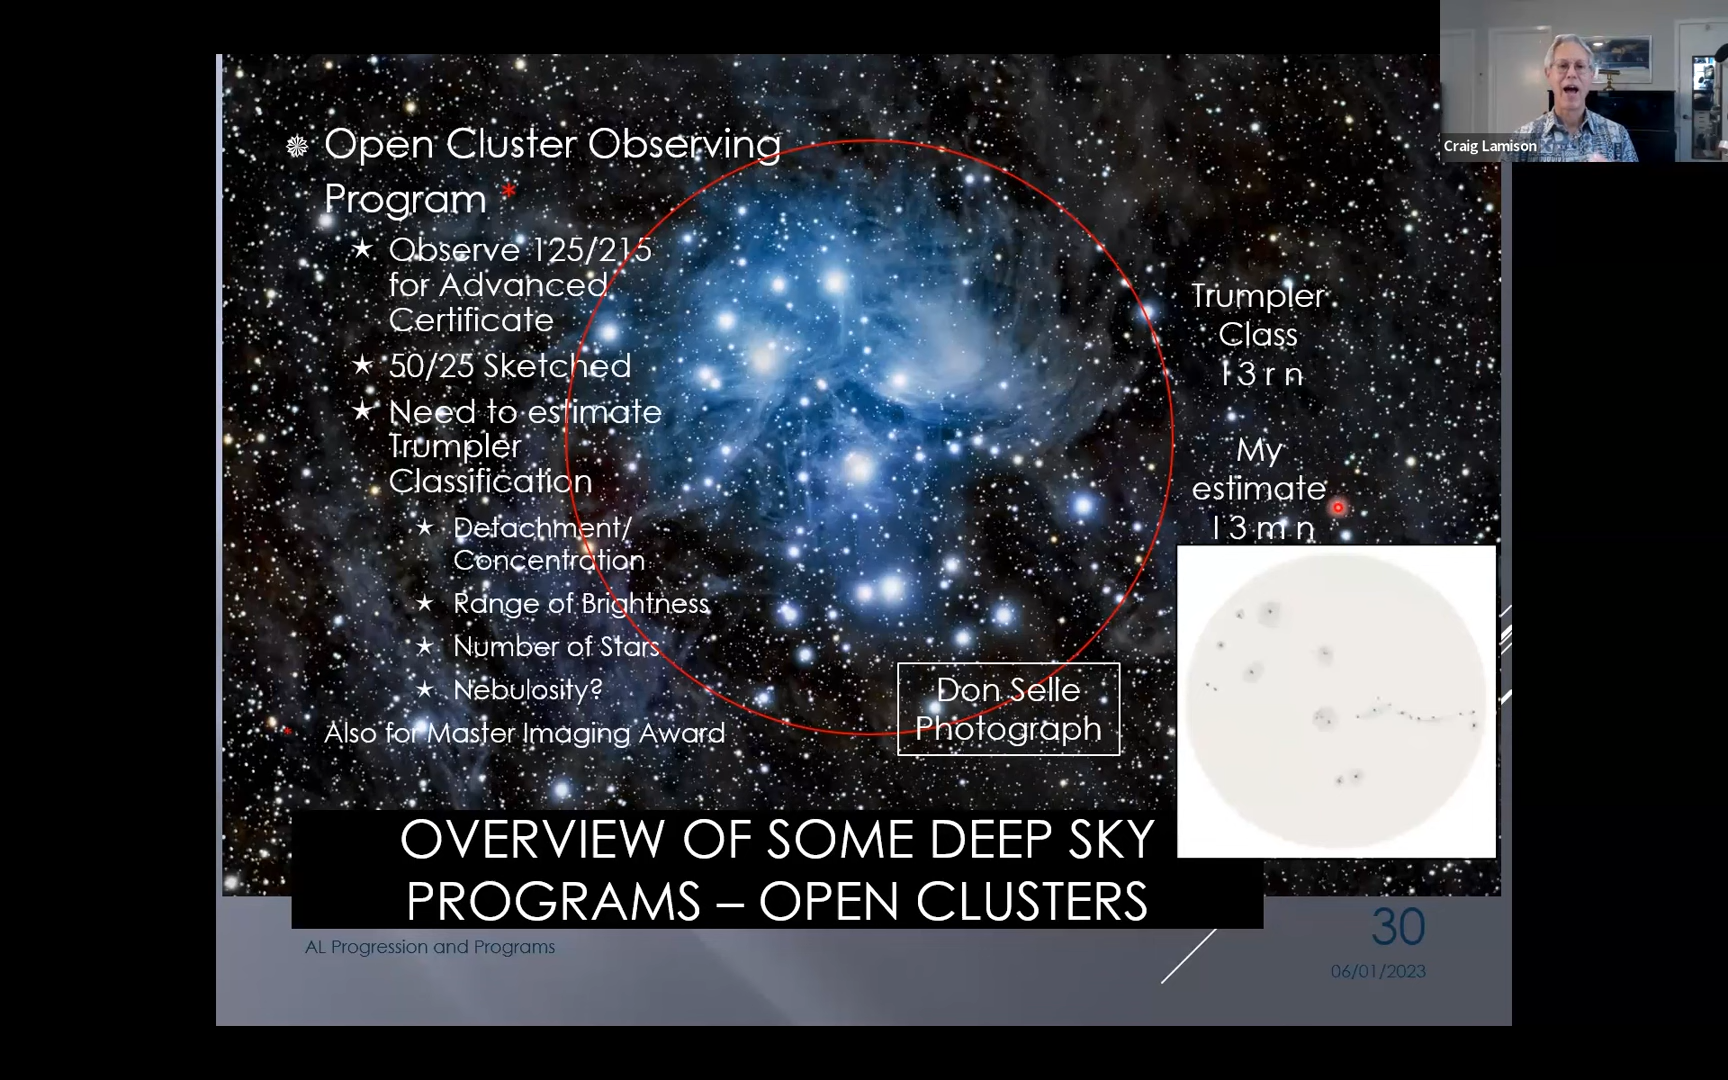 Craig Lamison
Open Cluster Observing
Program *
Observe 125/215
for Advanced
Certificate
50/25 Sketched
Need to estimate
Trumpler
Classification
Detachment/
Concentration
Range of Brightness
Number of Stars
Nebulosity?
* Also for Master Imaging Award
Trumpler
Class
I 3 r n
My
estimate
I 3 m n
Don Selle
Photograph
OVERVIEW OF SOME DEEP SKY
PROGRAMS – OPEN CLUSTERS
AL Progression and Programs
30
06/01/2023